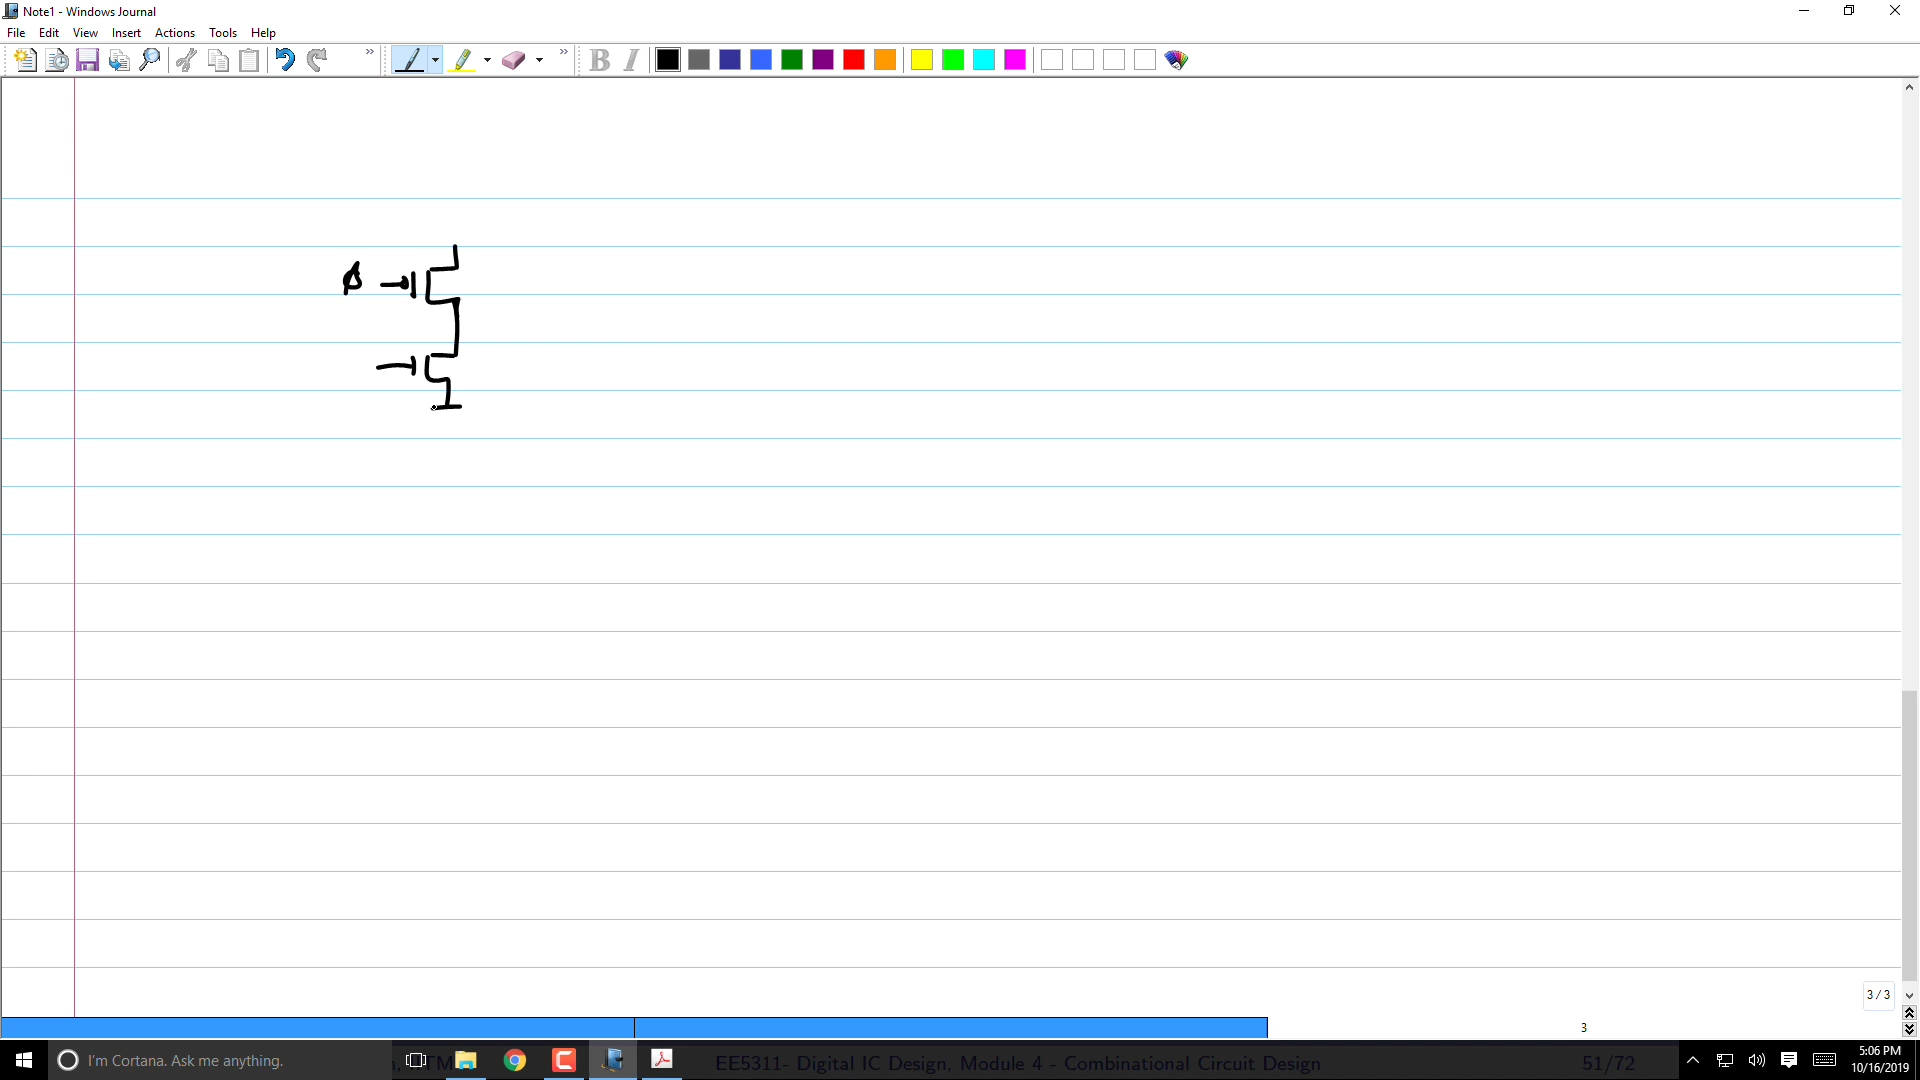 Note1 - Windows Journal
File Edit View Insert Actions Tools Help
B I
ϕ
3 / 3
3
I'm Cortana. Ask me anything.
EE5311- Digital IC Design, Module 4 - Combinational Circuit Design
51/72
5:06 PM
10/16/2019